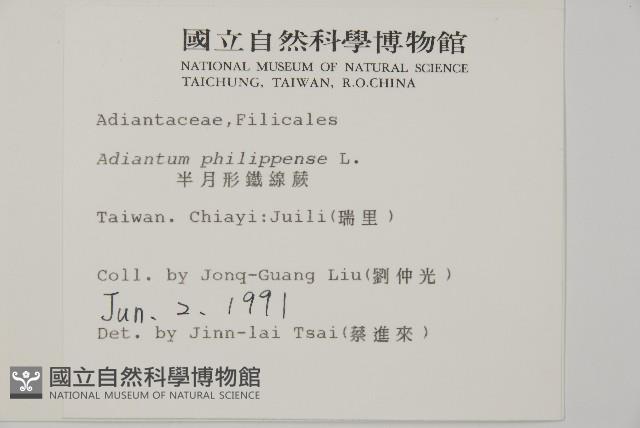 國立自然科學博物館
NATIONAL MUSEUM OF NATURAL SCIENCE
TAICHUNG, TAIWAN, R.O.CHINA
Adiantaceae,Filicales
Adiantum philippense L.
半月形鐵線蕨
Taiwan. Chiayi:Juili(瑞里)
Coll. by Jonq-Guang Liu(劉仲光)
Jun. 2. 1991
Det. by Jinn-lai Tsai(蔡進來)
國立自然科學博物館
NATIONAL MUSEUM OF NATURAL SCIENCE